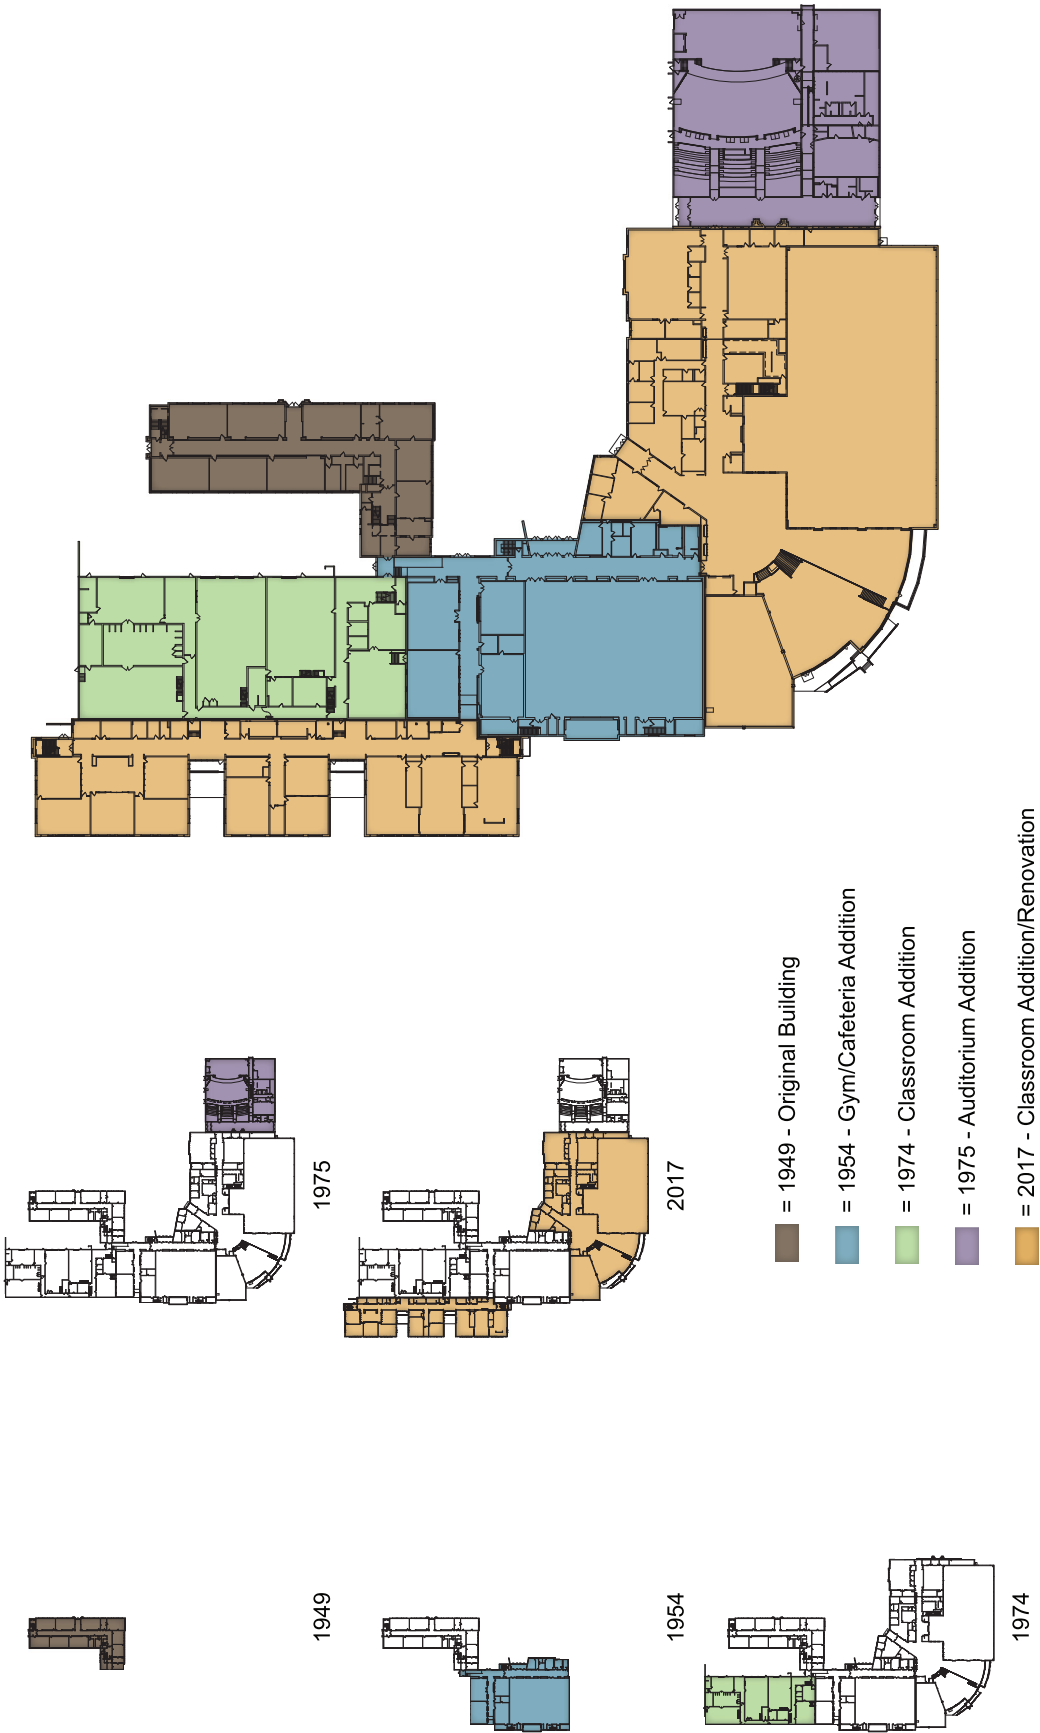 1949
1954
1974
1975
2017
= 1949 - Original Building
= 1954 - Gym/Cafeteria Addition
= 1974 - Classroom Addition
= 1975 - Auditorium Addition
= 2017 - Classroom Addition/Renovation